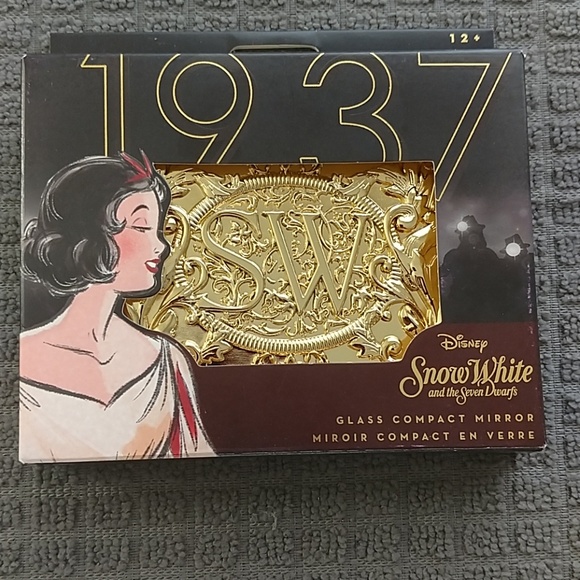 12+
1937
SW
Disney
Snow White
and the Seven Dwarfs
GLASS COMPACT MIRROR
MIROIR COMPACT EN VERRE